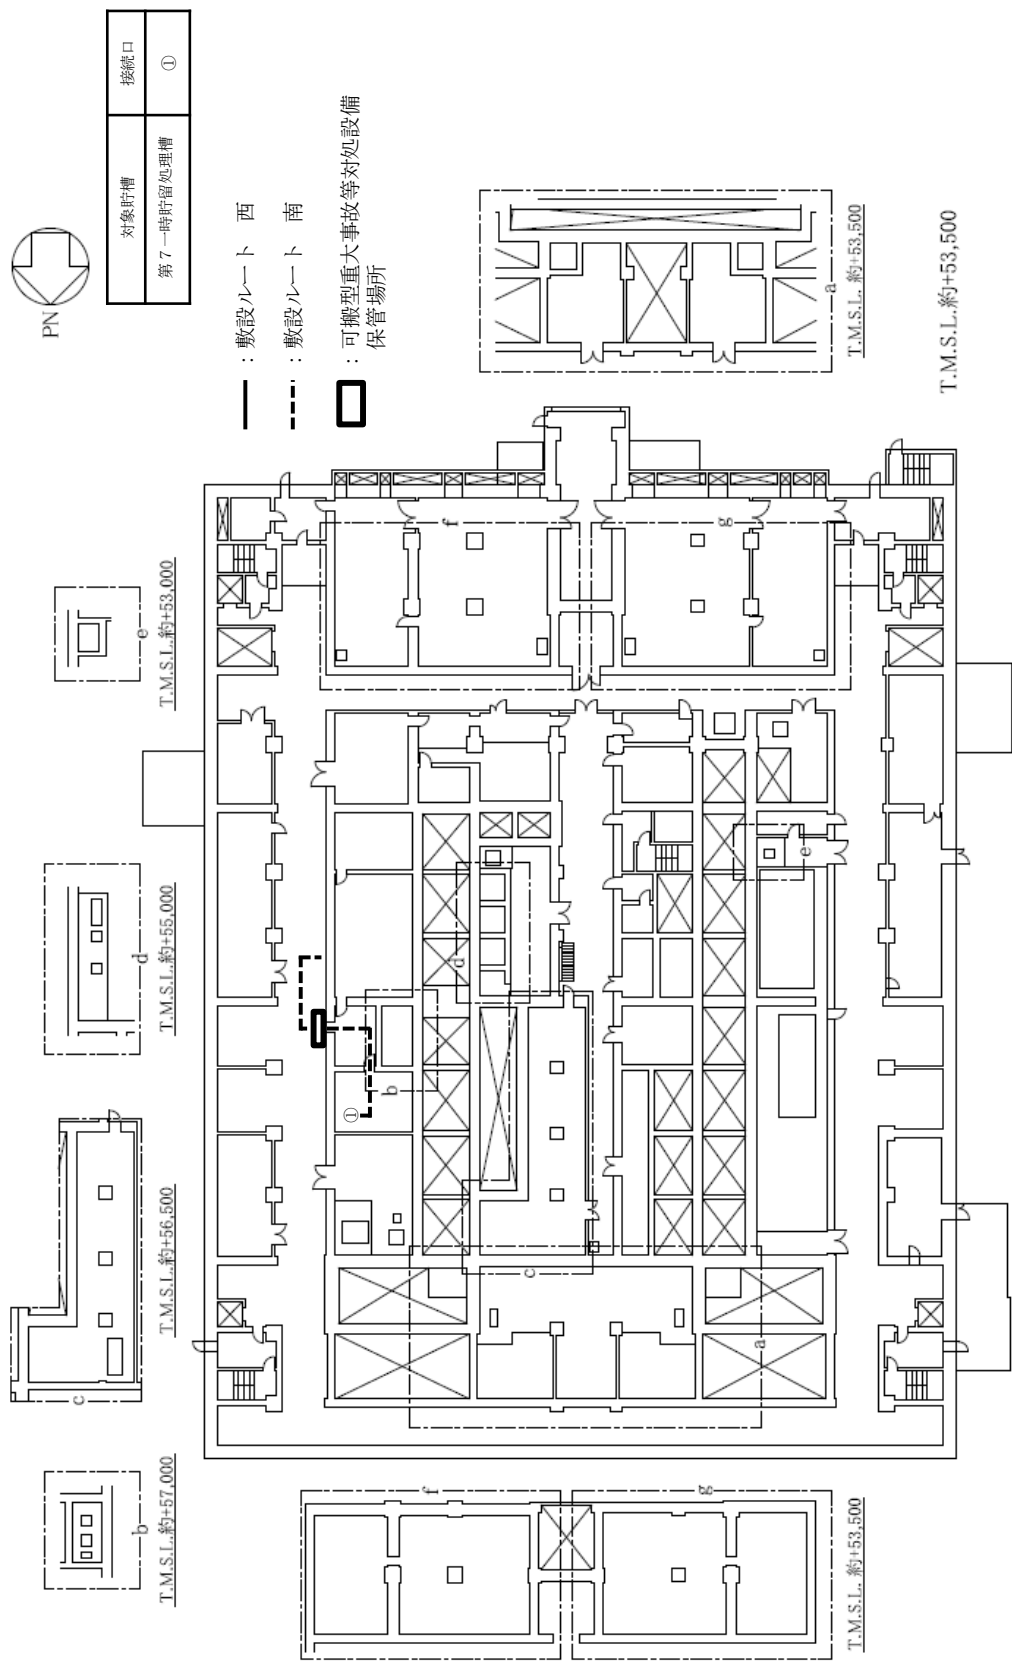 PN
対象貯槽
接続口
第7一時貯留処理槽
①
：敷設ルート　西
：敷設ルート　南
：可搬型重大事故等対処設備
保管場所
b
T.M.S.L.約+57,000
c
T.M.S.L.約+56,500
d
T.M.S.L.約+55,000
e
T.M.S.L.約+53,000
①
b
c
d
e
a
f
g
f
g
T.M.S.L. 約+53,500
a
T.M.S.L. 約+53,500
T.M.S.L.約+53,500